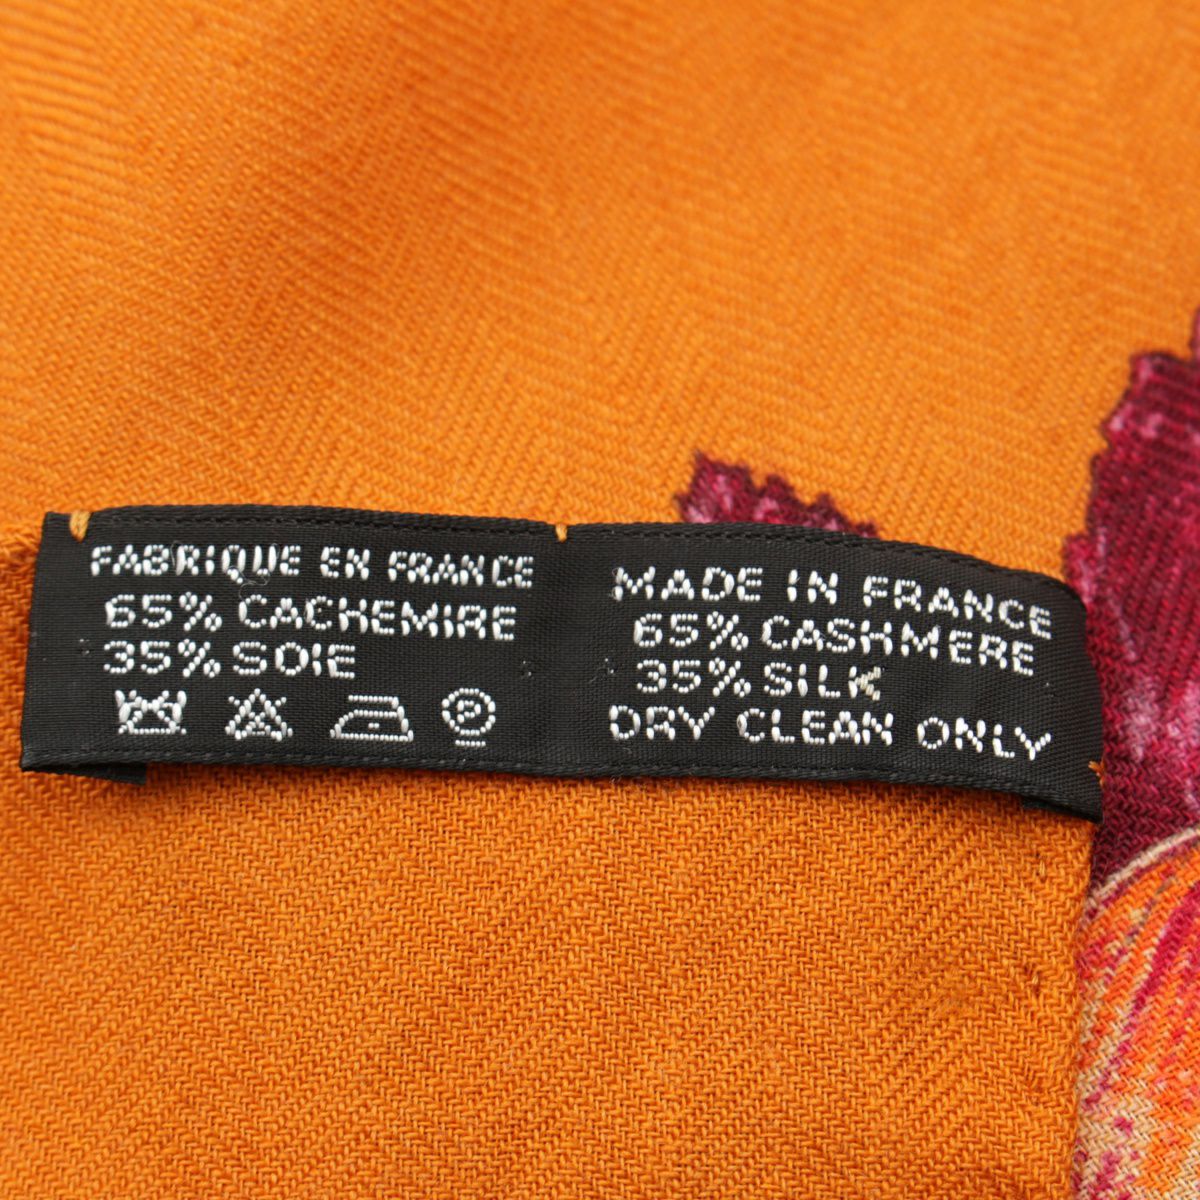 FABRIQUE EN FRANCE
65% CACHEMIRE
35% SOIE
P
MADE IN FRANCE
65% CASHMERE
35% SILK
DRY CLEAN ONLY